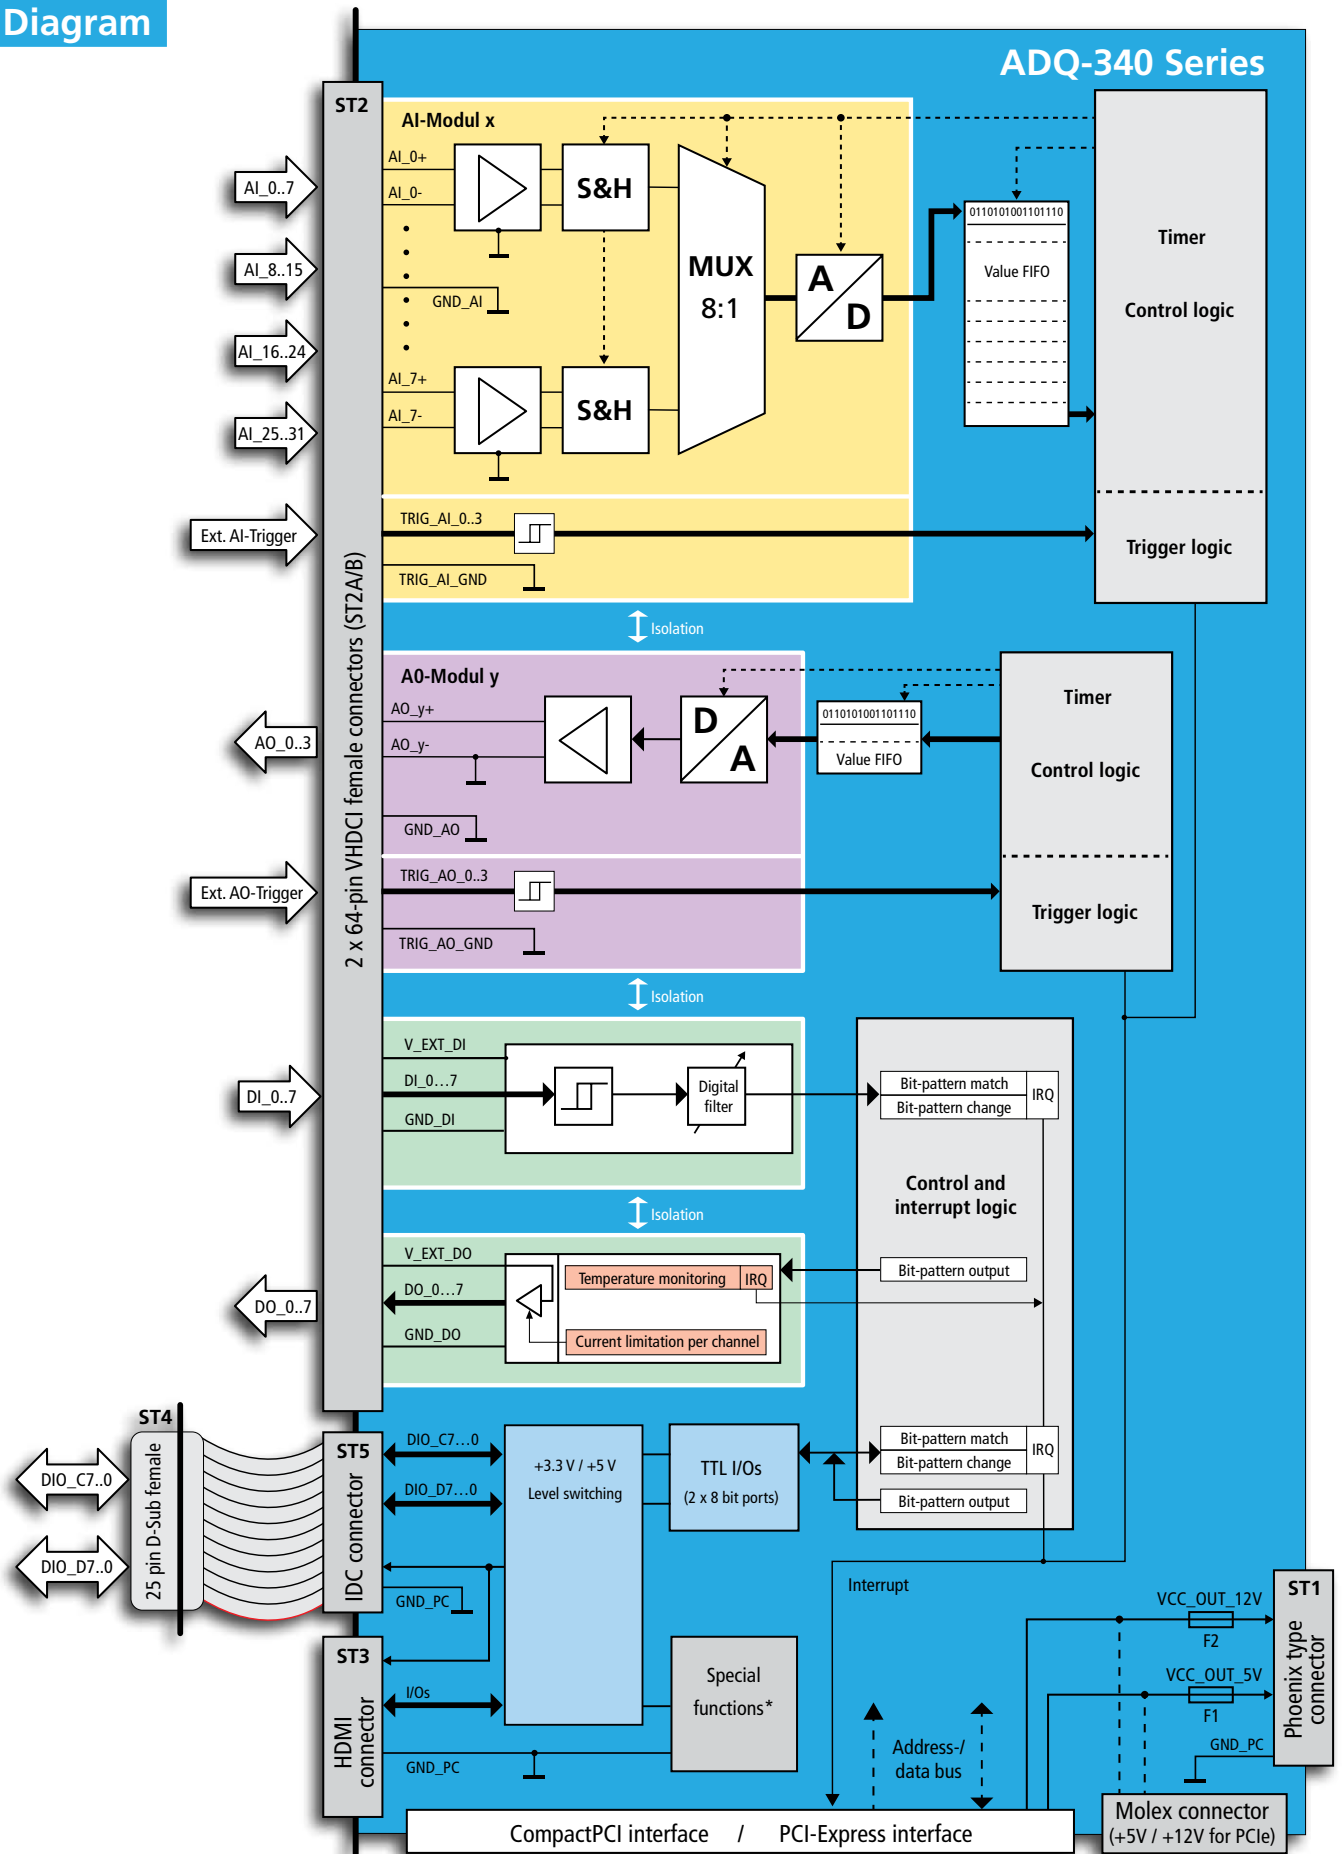 Diagram
ADQ-340 Series
ST2
2 x 64-pin VHDCI female connectors (ST2A/B)
AI_0..7
AI_8..15
AI_16..24
AI_25..31
Ext. AI-Trigger
AI-Modul x
AI_0+
AI_0-
S&H
GND_AI
AI_7+
AI_7-
S&H
MUX
8:1
A
D
0110101001101110
Value FIFO
Timer
Control logic
Trigger logic
TRIG_AI_0..3
TRIG_AI_GND
Isolation
AO_0..3
Ext. AO-Trigger
A0-Modul y
AO_y+
AO_y-
GND_AO
D
A
0110101001101110
Value FIFO
Timer
Control logic
Trigger logic
TRIG_AO_0..3
TRIG_AO_GND
Isolation
DI_0..7
V_EXT_DI
DI_0...7
GND_DI
Digital
filter
Bit-pattern match
Bit-pattern change
IRQ
Control and
interrupt logic
Isolation
DO_0..7
V_EXT_DO
DO_0...7
GND_DO
Temperature monitoring
IRQ
Current limitation per channel
Bit-pattern output
ST4
25 pin D-Sub female
DIO_C7..0
DIO_D7..0
ST5
IDC connector
DIO_C7...0
DIO_D7...0
GND_PC
+3.3 V / +5 V
Level switching
TTL I/Os
(2 x 8 bit ports)
Bit-pattern match
Bit-pattern change
IRQ
Bit-pattern output
Interrupt
ST3
HDMI
connector
I/Os
GND_PC
Special
functions*
Address-/
data bus
VCC_OUT_12V
F2
VCC_OUT_5V
F1
GND_PC
ST1
Phoenix type
connector
Molex connector
(+5V / +12V for PCIe)
CompactPCI interface / PCI-Express interface